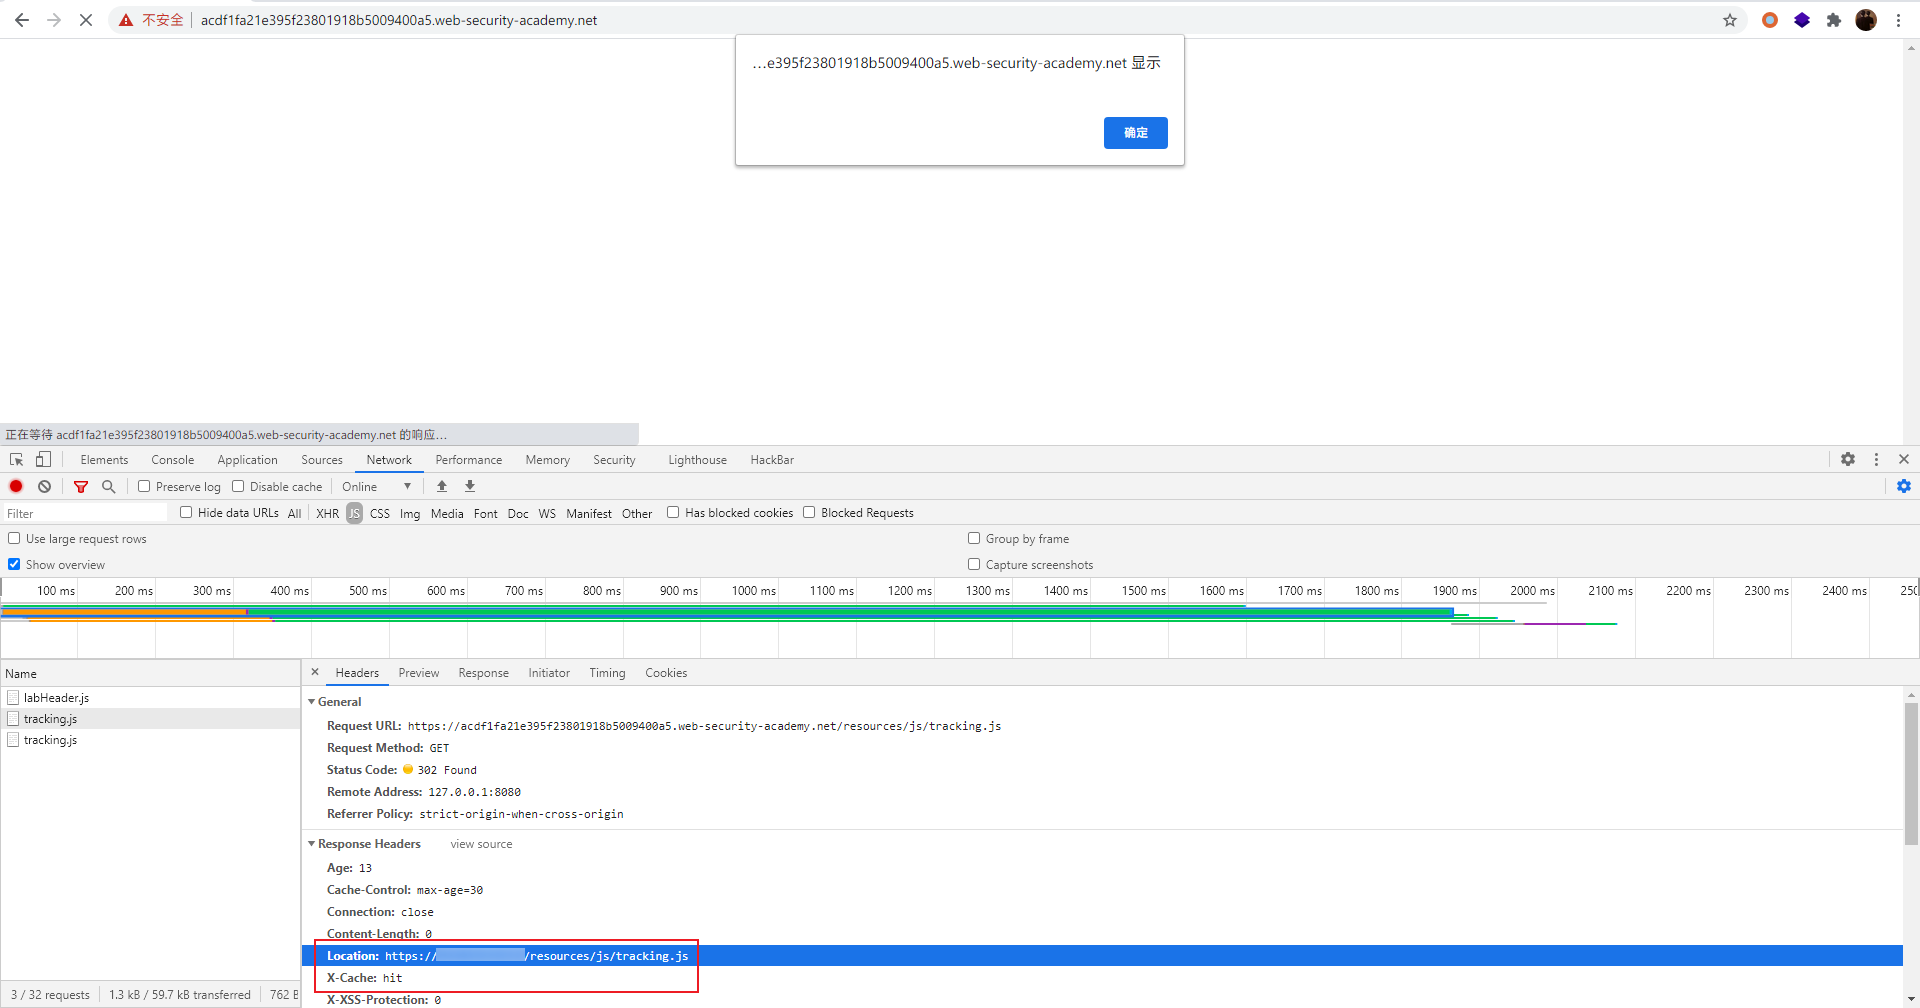 不安全 acdf1fa21e395f23801918b5009400a5.web-security-academy.net
...e395f23801918b5009400a5.web-security-academy.net 显示
确定
正在等待 acdf1fa21e395f23801918b5009400a5.web-security-academy.net 的响应...
Elements Console Application Sources Network Performance Memory Security Lighthouse HackBar
Preserve log Disable cache Online
Filter Hide data URLs All XHR JS CSS Img Media Font Doc WS Manifest Other Has blocked cookies Blocked Requests
Use large request rows Group by frame
Show overview Capture screenshots
100 ms 200 ms 300 ms 400 ms 500 ms 600 ms 700 ms 800 ms 900 ms 1000 ms 1100 ms 1200 ms 1300 ms 1400 ms 1500 ms 1600 ms 1700 ms 1800 ms 1900 ms 2000 ms 2100 ms 2200 ms 2300 ms 2400 ms 250
Name
labHeader.js
tracking.js
tracking.js
3 / 32 requests 1.3 kB / 59.7 kB transferred 762 B
Headers Preview Response Initiator Timing Cookies
General
Request URL: https://acdf1fa21e395f23801918b5009400a5.web-security-academy.net/resources/js/tracking.js
Request Method: GET
Status Code: 302 Found
Remote Address: 127.0.0.1:8080
Referrer Policy: strict-origin-when-cross-origin
Response Headers view source
Age: 13
Cache-Control: max-age=30
Connection: close
Content-Length: 0
Location: https:// /resources/js/tracking.js
X-Cache: hit
X-XSS-Protection: 0